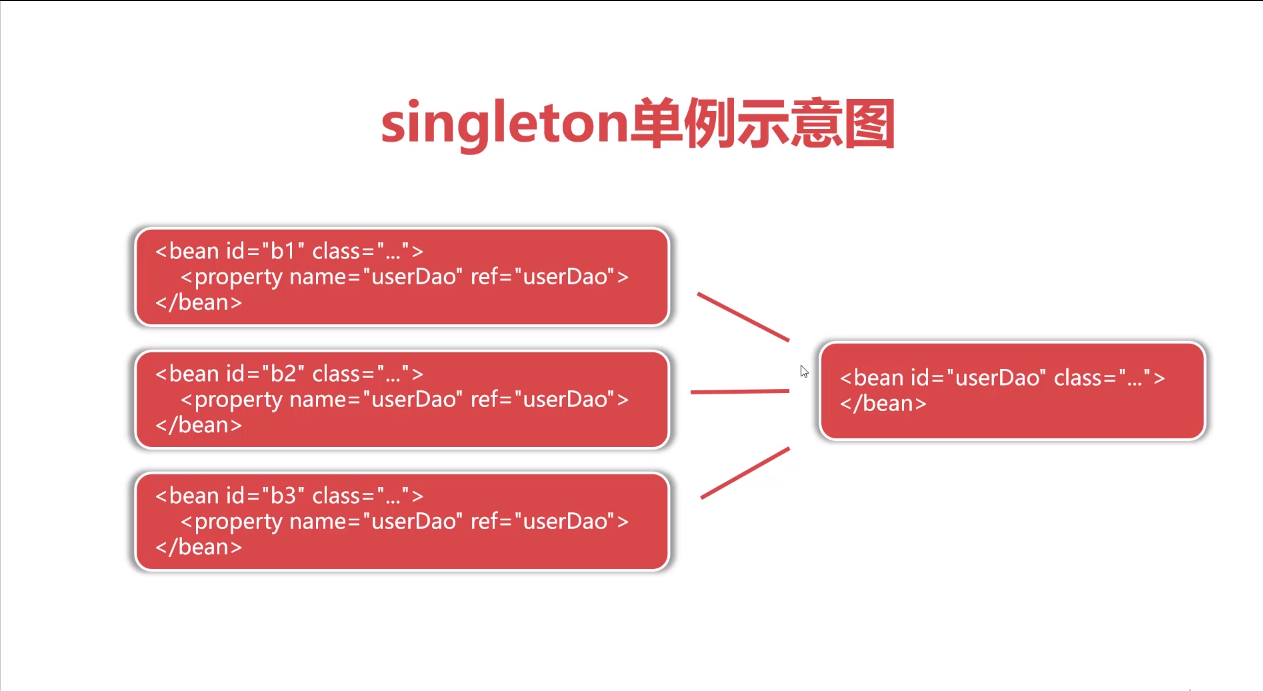 singleton单例示意图
<bean id="b1" class="...">
<property name="userDao" ref="userDao">
</bean>
<bean id="b2" class="...">
<property name="userDao" ref="userDao">
</bean>
<bean id="b3" class="...">
<property name="userDao" ref="userDao">
</bean>
<bean id="userDao" class="...">
</bean>